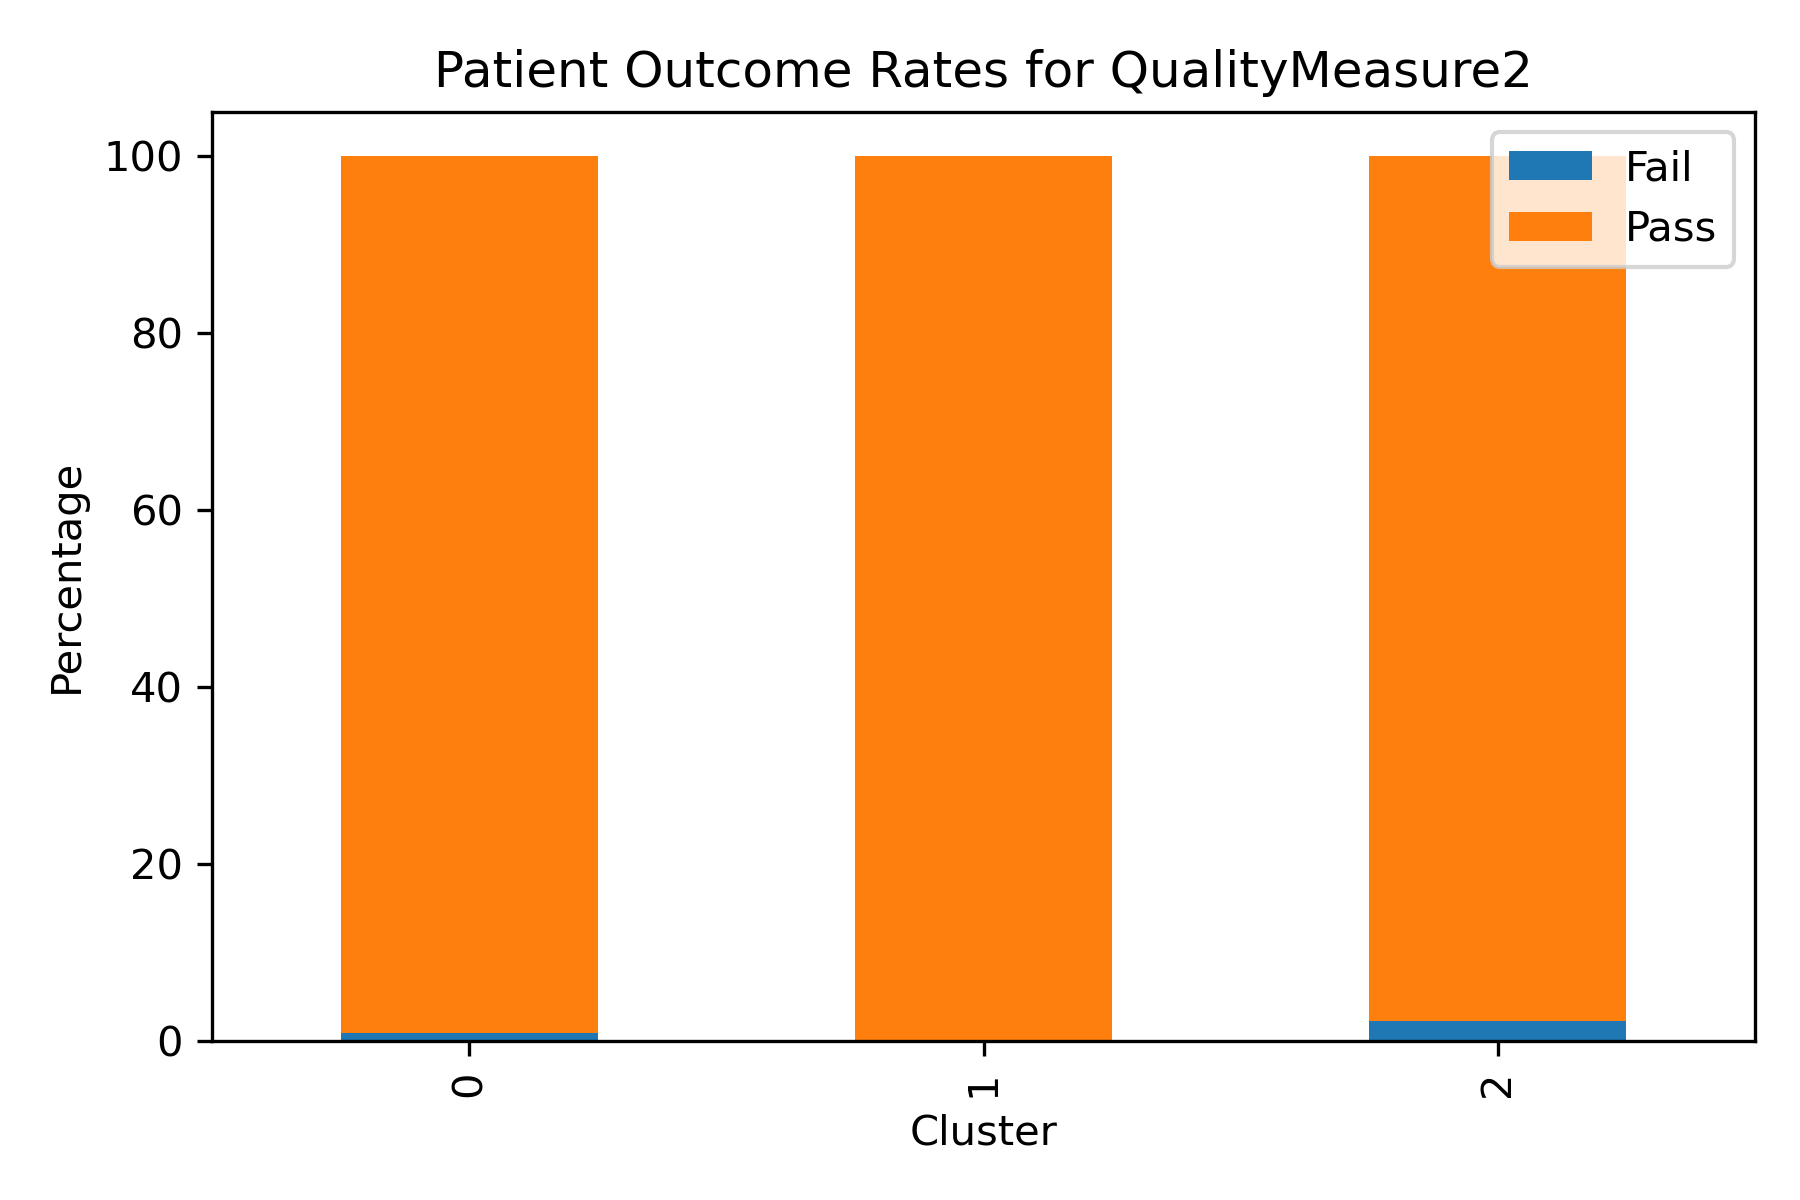 Patient Outcome Rates for QualityMeasure2
Fail
Pass
100
80
60
40
20
0
Percentage
0
1
2
Cluster